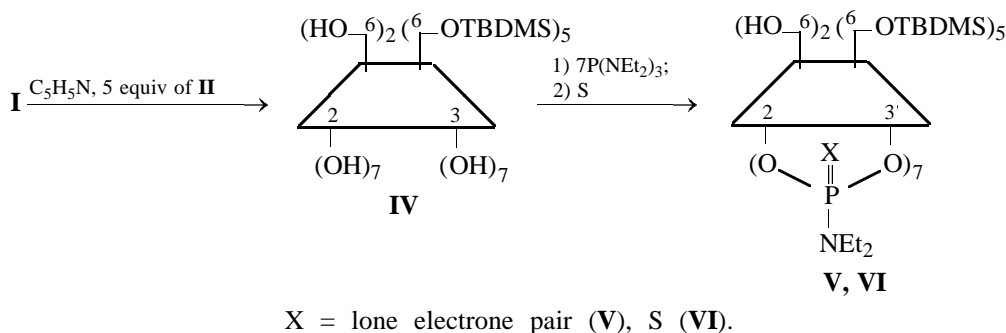 (HO 6)2 (6 OTBDMS)5
I C5H5N, 5 equiv of II
2 3
(OH)7 (OH)7
IV
1) 7P(NEt2)3;
2) S
(HO 6)2 (6 OTBDMS)5
2 3'
(O X O)7
P
NEt2
V, VI
X = lone electrone pair (V), S (VI).